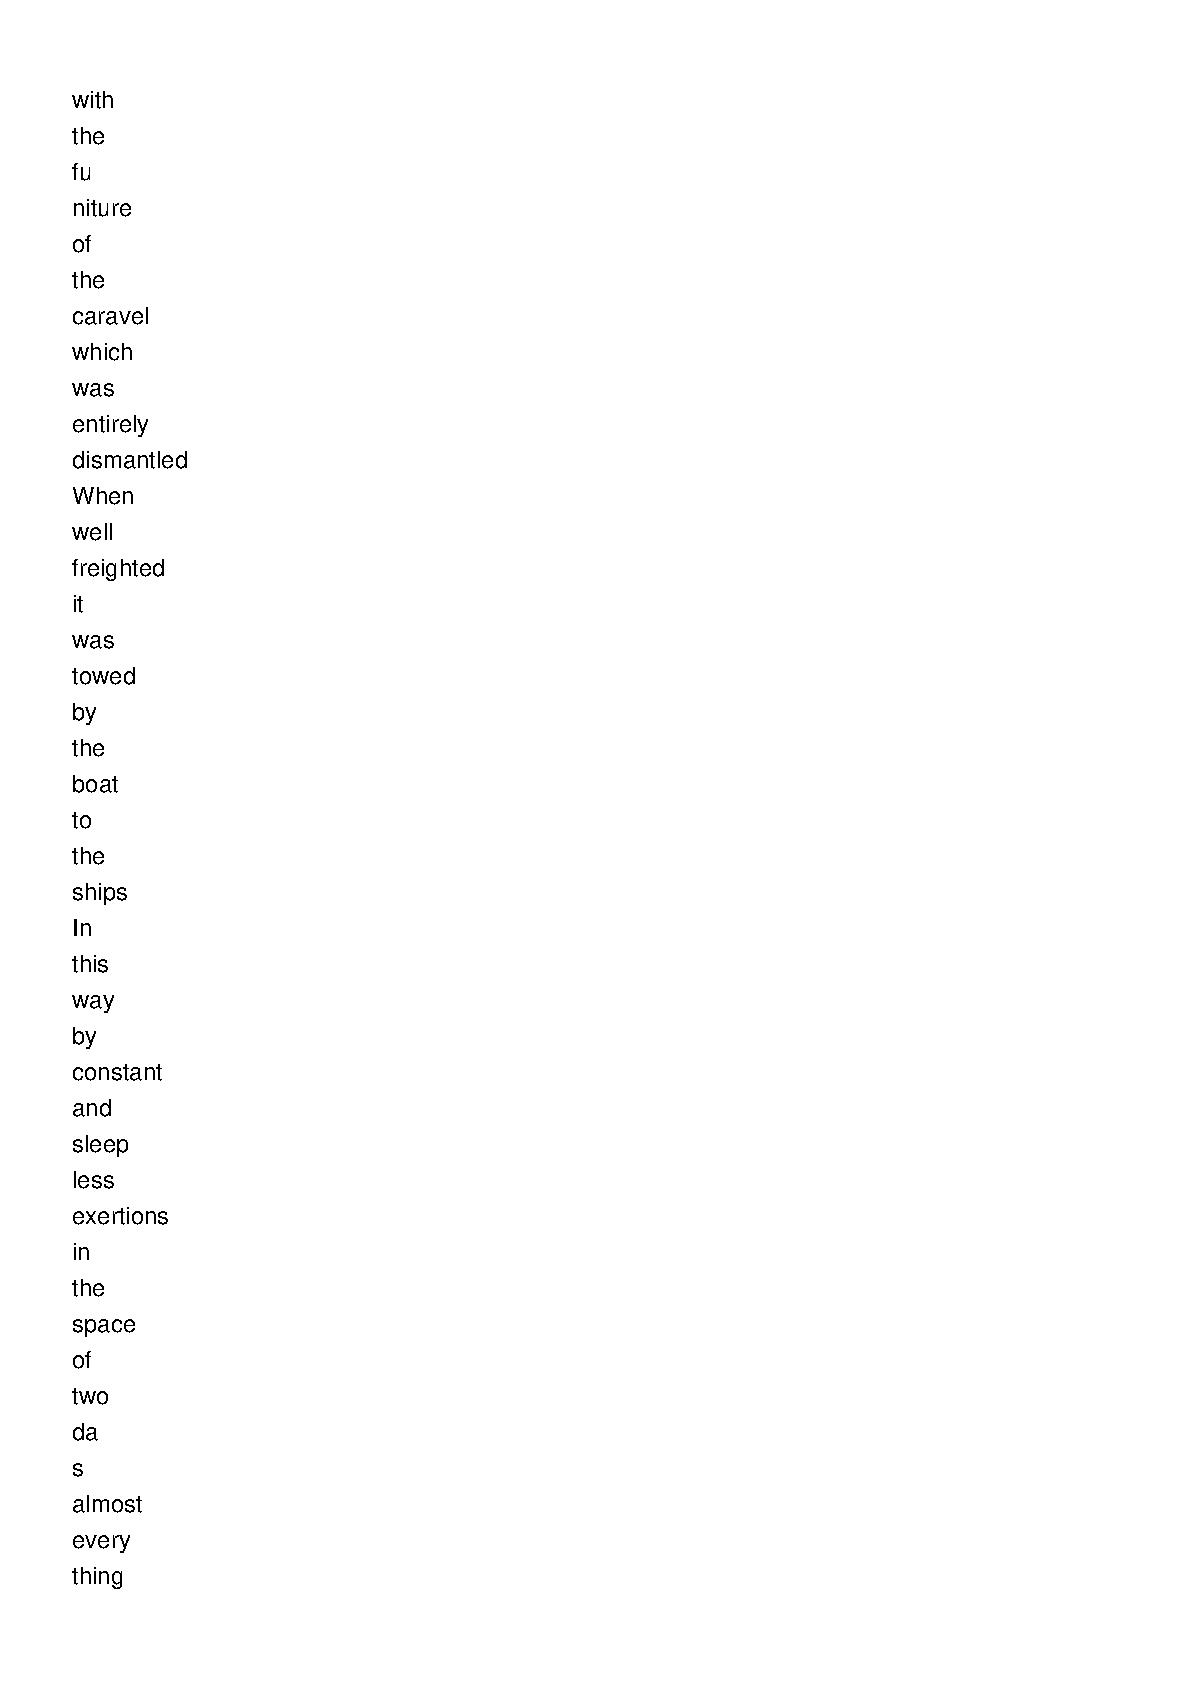 with
the
fu
niture
of
the
caravel
which
was
entirely
dismantled
When
well
freighted
it
was
towed
by
the
boat
to
the
ships
In
this
way
by
constant
and
sleep
less
exertions
in
the
space
of
two
da
s
almost
every
thing